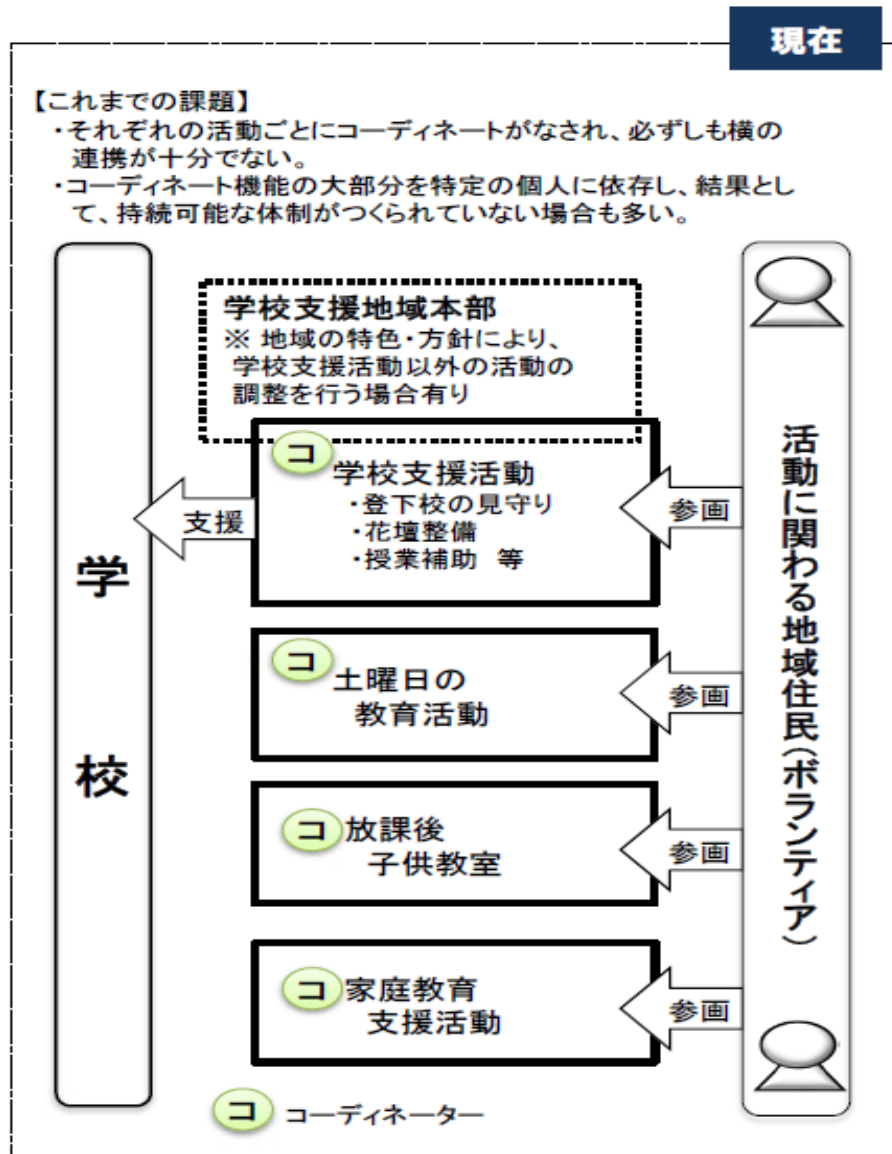 現在
【これまでの課題】
・それぞれの活動ごとにコーディネートがなされ、必ずしも横の
連携が十分でない。
・コーディネート機能の大部分を特定の個人に依存し、結果とし
て、持続可能な体制がつくられていない場合も多い。
学校支援地域本部
※ 地域の特色・方針により、
学校支援活動以外の活動の
調整を行う場合有り
コ
学校支援活動
・登下校の見守り
・花壇整備
・授業補助 等
支援
参画
コ
土曜日の
教育活動
参画
コ
放課後
子供教室
参画
コ
家庭教育
支援活動
参画
学校
活動に関わる地域住民(ボランティア)
コ コーディネーター